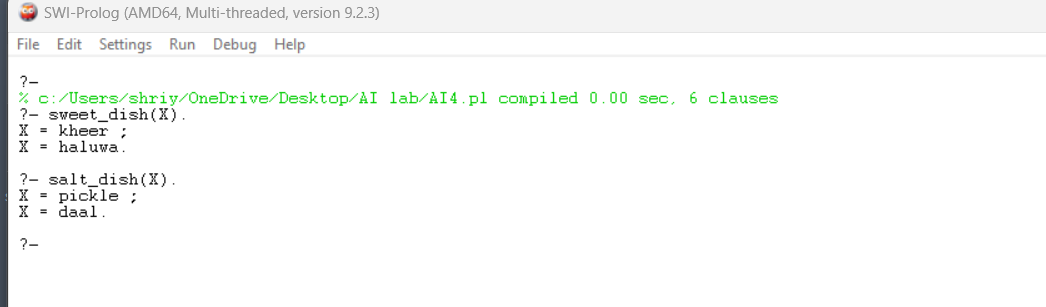 SWI-Prolog (AMD64, Multi-threaded, version 9.2.3)
File Edit Settings Run Debug Help
?-
% c:/Users/shriy/OneDrive/Desktop/AI lab/AI4.pl compiled 0.00 sec, 6 clauses
?- sweet_dish(X).
X = kheer ;
X = haluwa.
?- salt_dish(X).
X = pickle ;
X = daal.
?-